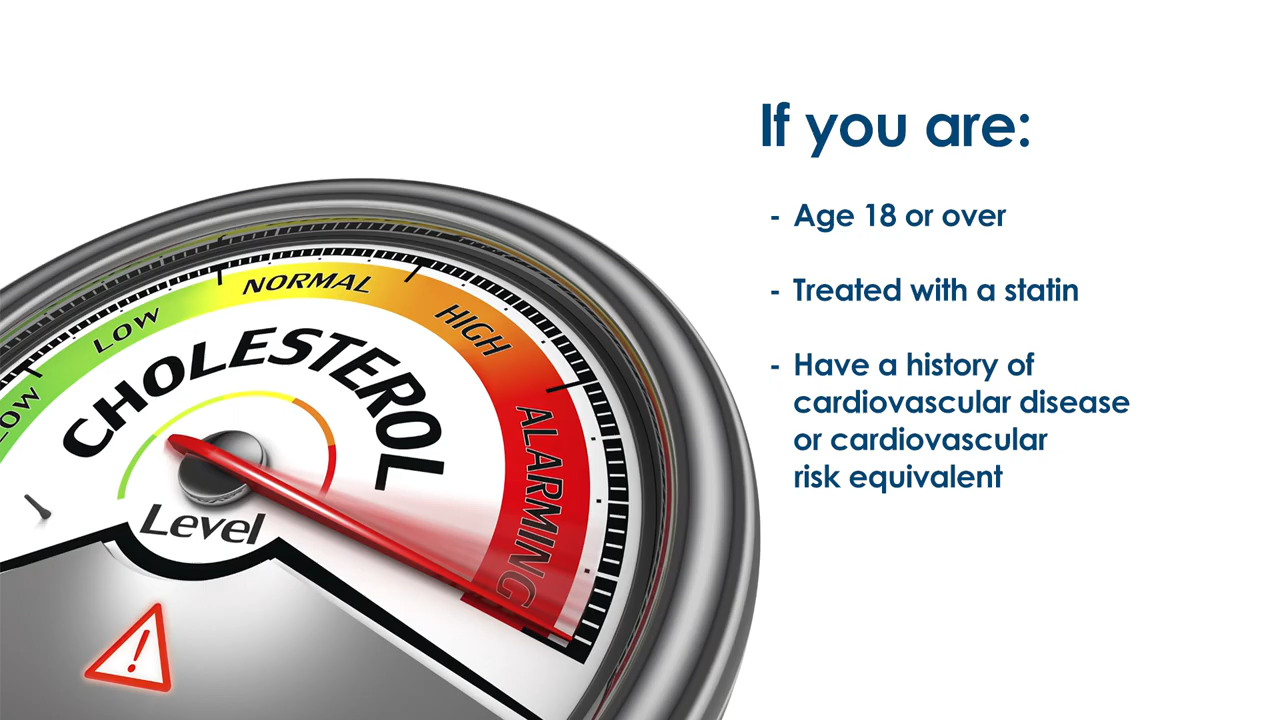 If you are:
- Age 18 or over
- Treated with a statin
- Have a history of
cardiovascular disease
or cardiovascular
risk equivalent
LOW
LOW
NORMAL
HIGH
ALARMING
CHOLESTEROL
Level
!